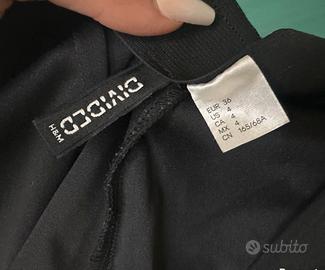 DIVIDED
H&M
EUR 36
US 4
CA 4
MX 4
CN 165/68A
subito